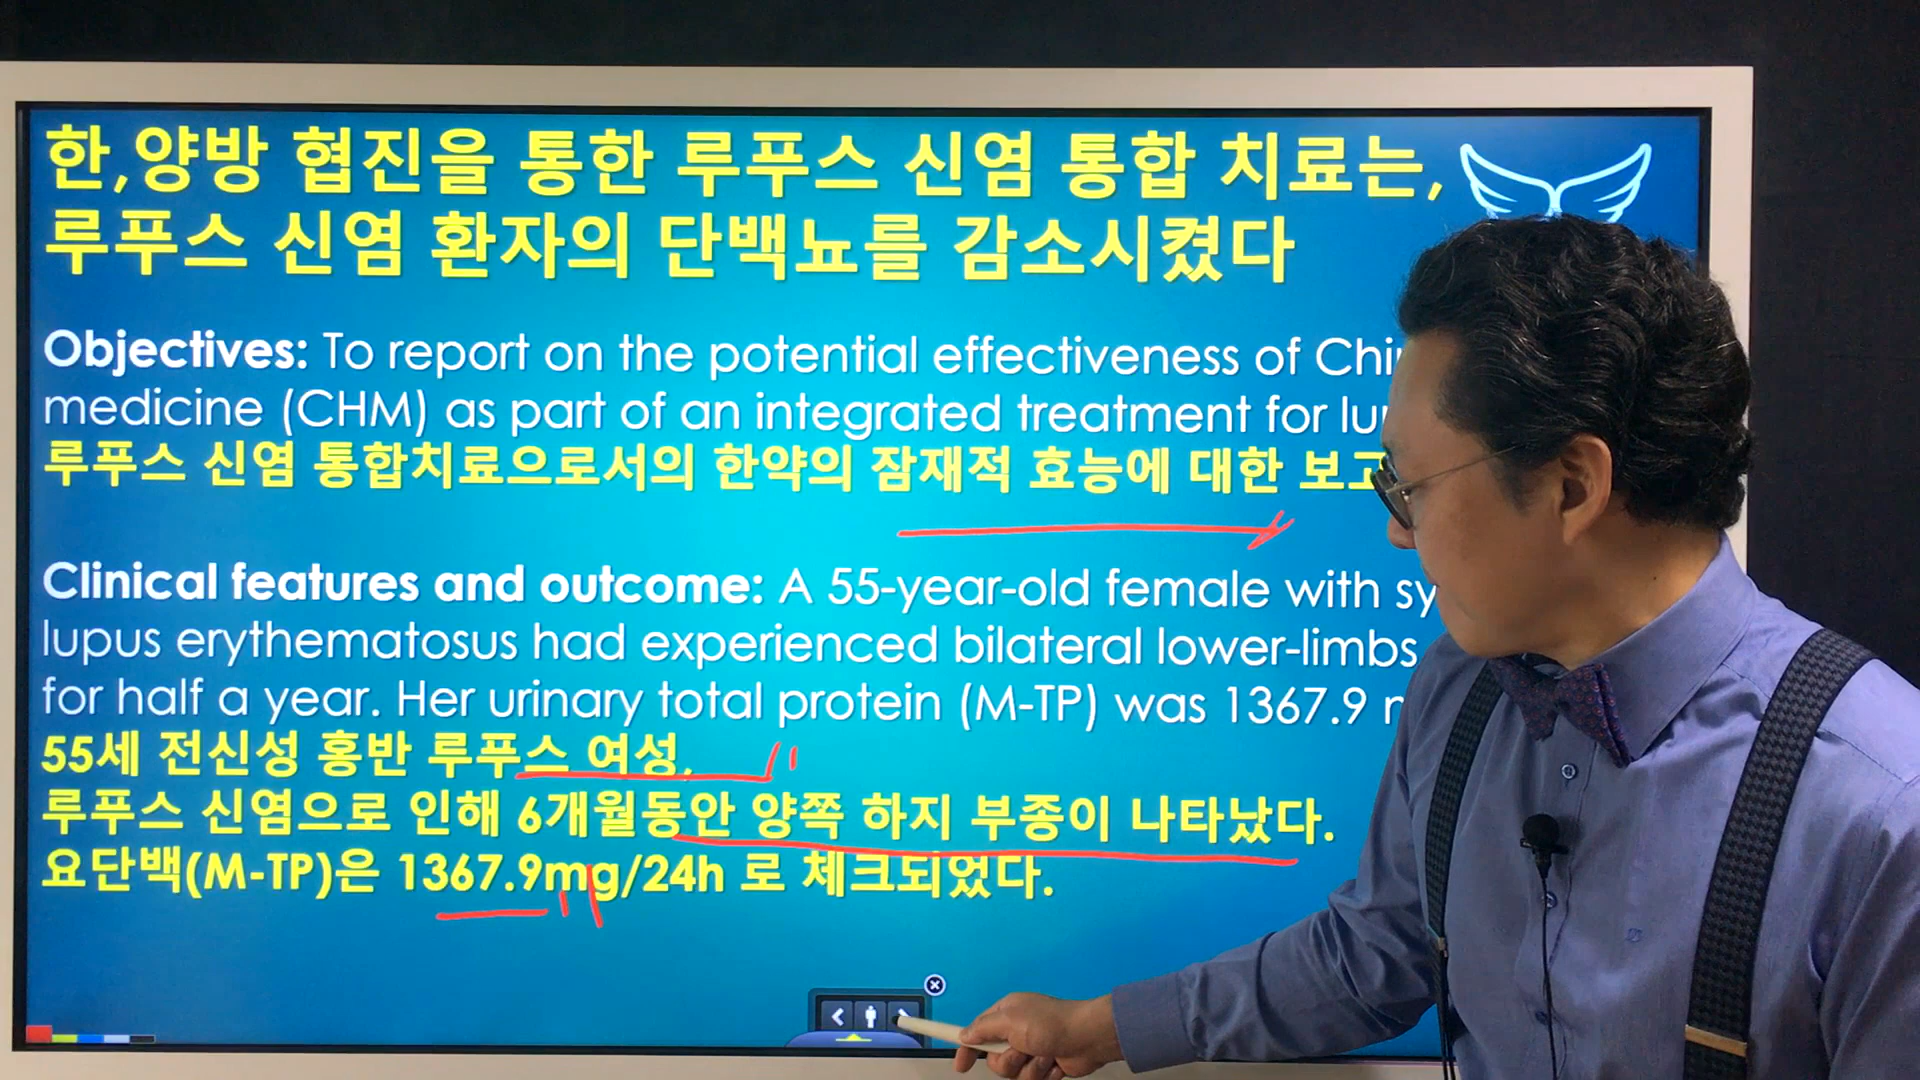 한,양방 협진을 통한 루푸스 신염 통합 치료는,
루푸스 신염 환자의 단백뇨를 감소시켰다
Objectives: To report on the potential effectiveness of
medicine (CHM) as part of an integrated treatment for
루푸스 신염 통합치료으로서의 한약의 잠재적 효능에 대한
Clinical features and outcome: A 55-year-old female with
lupus erythematosus had experienced bilateral lower-limbs
for half a year. Her urinary total protein (M-TP) was 1367.9
55세 전신성 홍반 루푸스 여성,
루푸스 신염으로 인해 6개월동안 양쪽 하지 부종이 나타났다.
요단백(M-TP)은 1367.9mg/24h 로 체크되었다.